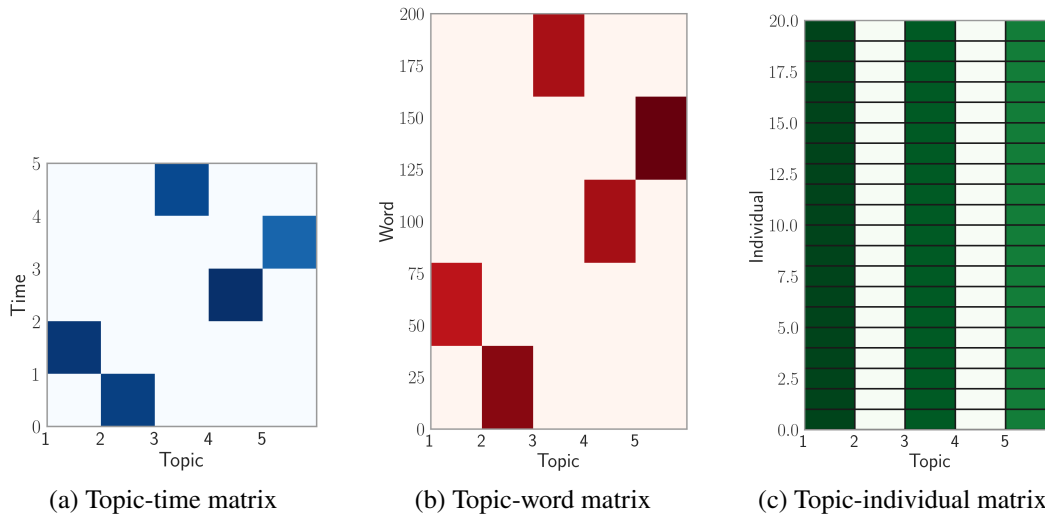 5
4
3
2
1
0
Time
1 2 3 4 5
Topic
(a) Topic-time matrix
200
175
150
125
100
75
50
25
0
Word
1 2 3 4 5
Topic
(b) Topic-word matrix
20.0
17.5
15.0
12.5
10.0
7.5
5.0
2.5
0.0
Individual
1 2 3 4 5
Topic
(c) Topic-individual matrix